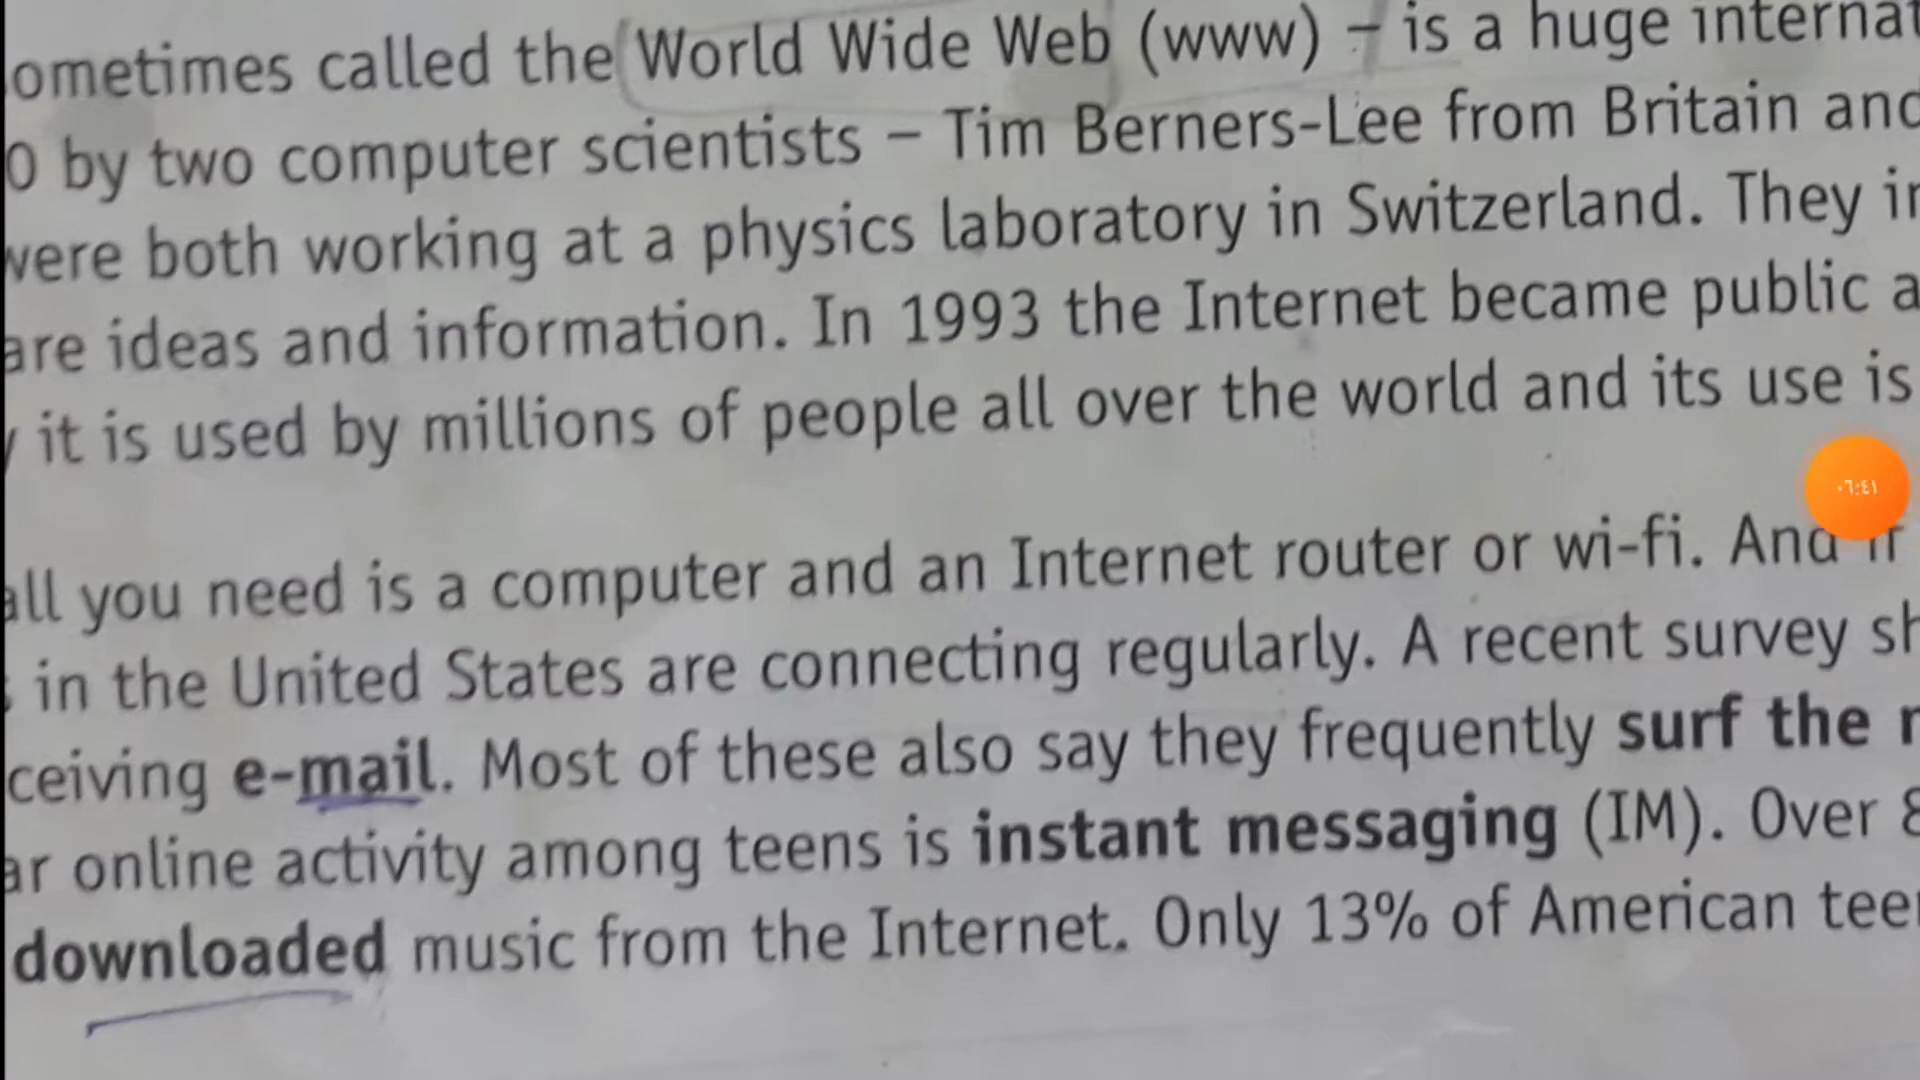 ometimes called the World Wide Web (www) – is a huge internat
0 by two computer scientists – Tim Berners-Lee from Britain and
were both working at a physics laboratory in Switzerland. They in
are ideas and information. In 1993 the Internet became public a
it is used by millions of people all over the world and its use is
all you need is a computer and an Internet router or wi-fi. And if
in the United States are connecting regularly. A recent survey sh
ceiving e-mail. Most of these also say they frequently surf the n
ar online activity among teens is instant messaging (IM). Over 8
downloaded music from the Internet. Only 13% of American teen
٠٦:٤١